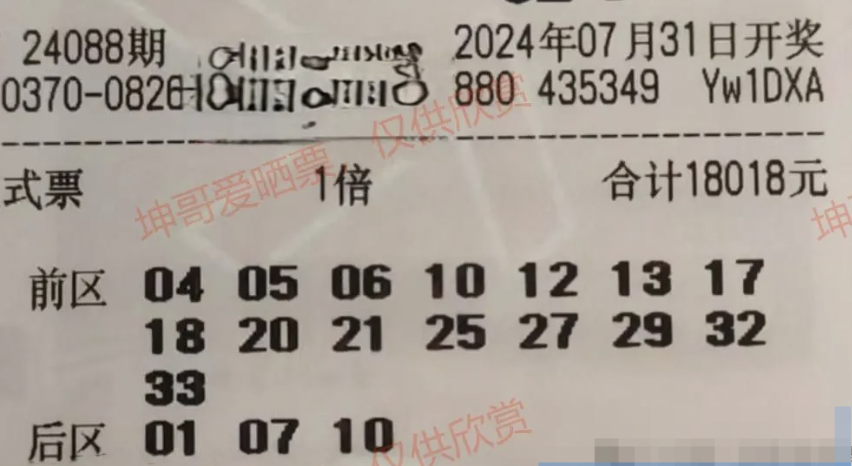 24088期 2024年07月31日开奖
0370-0826 880 435349 Yw1DXA
式票 1倍 合计18018元
坤哥爱晒票，仅供欣赏
前区 04 05 06 10 12 13 17
18 20 21 25 27 29 32
33
后区 01 07 10
仅供欣赏